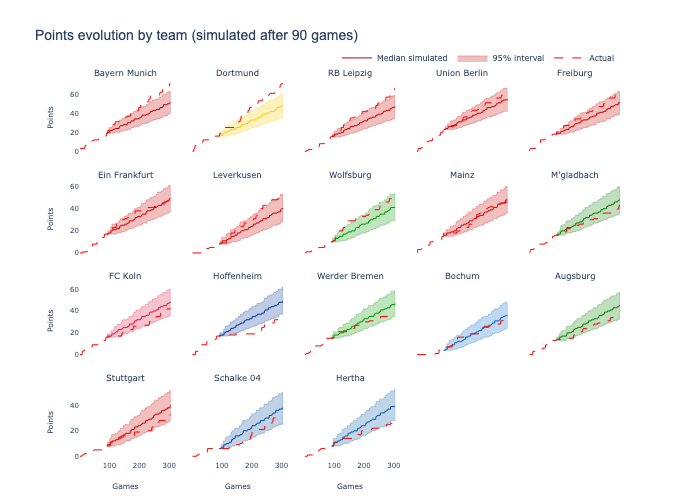 Points evolution by team (simulated after 90 games)
Median simulated 95% interval Actual
Bayern Munich Dortmund RB Leipzig Union Berlin Freiburg
60
40
20
0
Points
Ein Frankfurt Leverkusen Wolfsburg Mainz M'gladbach
60
40
20
0
Points
FC Koln Hoffenheim Werder Bremen Bochum Augsburg
60
40
20
0
Points
Stuttgart Schalke 04 Hertha
40
20
0
Points
100 200 300 100 200 300 100 200 300
Games Games Games